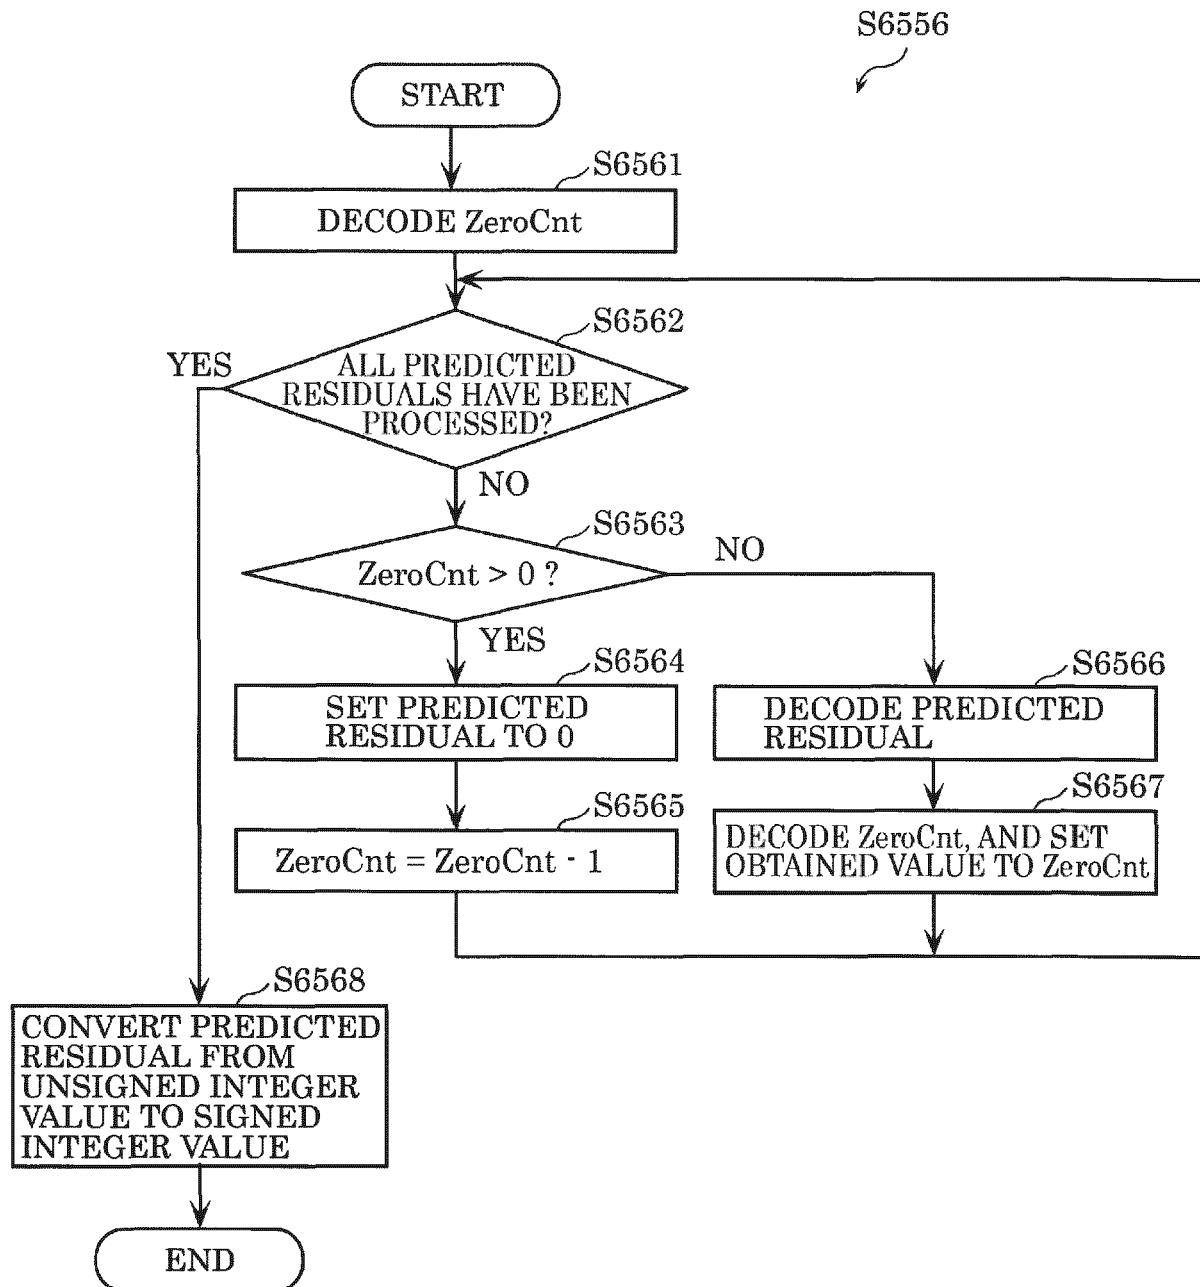 S6556
START
S6561
DECODE ZeroCnt
S6562
YES
ALL PREDICTED
RESIDUALS HAVE BEEN
PROCESSED?
NO
S6563
NO
ZeroCnt > 0 ?
YES
S6564
SET PREDICTED
RESIDUAL TO 0
S6566
DECODE PREDICTED
RESIDUAL
S6565
ZeroCnt = ZeroCnt - 1
S6567
DECODE ZeroCnt, AND SET
OBTAINED VALUE TO ZeroCnt
S6568
CONVERT PREDICTED
RESIDUAL FROM
UNSIGNED INTEGER
VALUE TO SIGNED
INTEGER VALUE
END